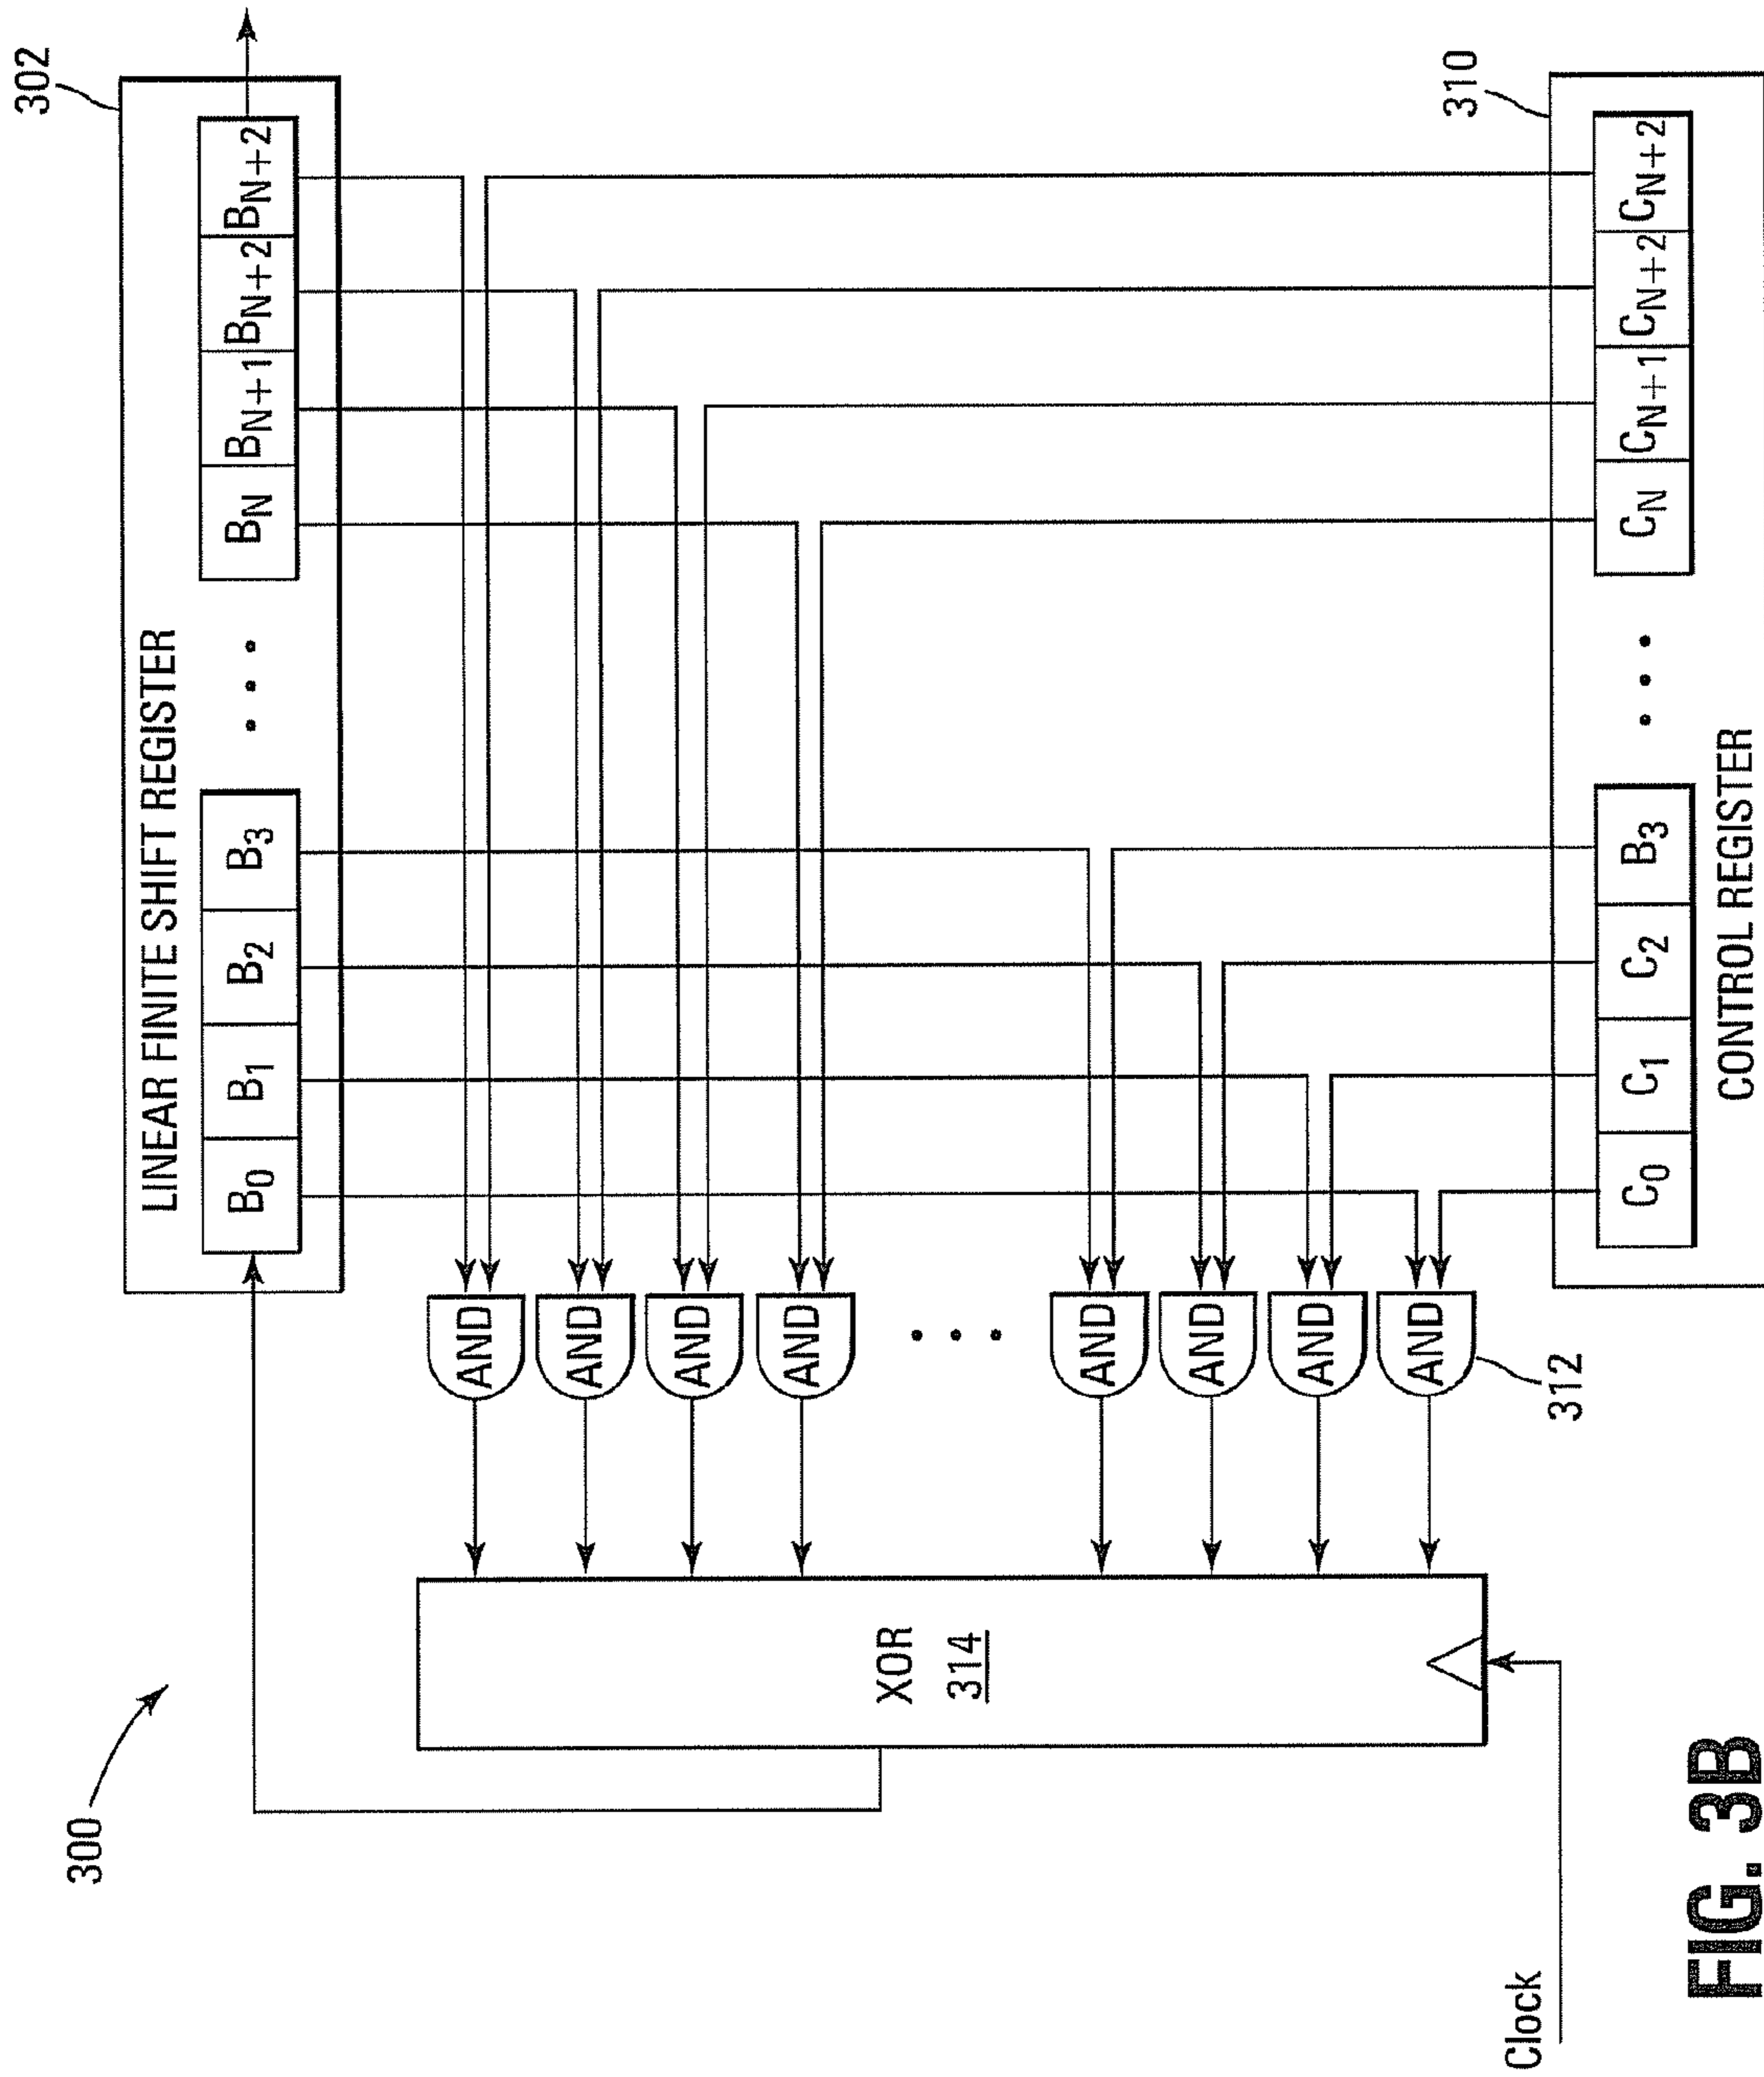 302
LINEAR FINITE SHIFT REGISTER
B0 B1 B2 B3 • • • BN BN+1 BN+2 BN+2
300
AND
AND
AND
AND
• • •
AND
AND
AND
AND
312
XOR
314
Clock
310
C0 C1 C2 B3 • • • CN CN+1 CN+2 CN+2
CONTROL REGISTER
FIG. 3B